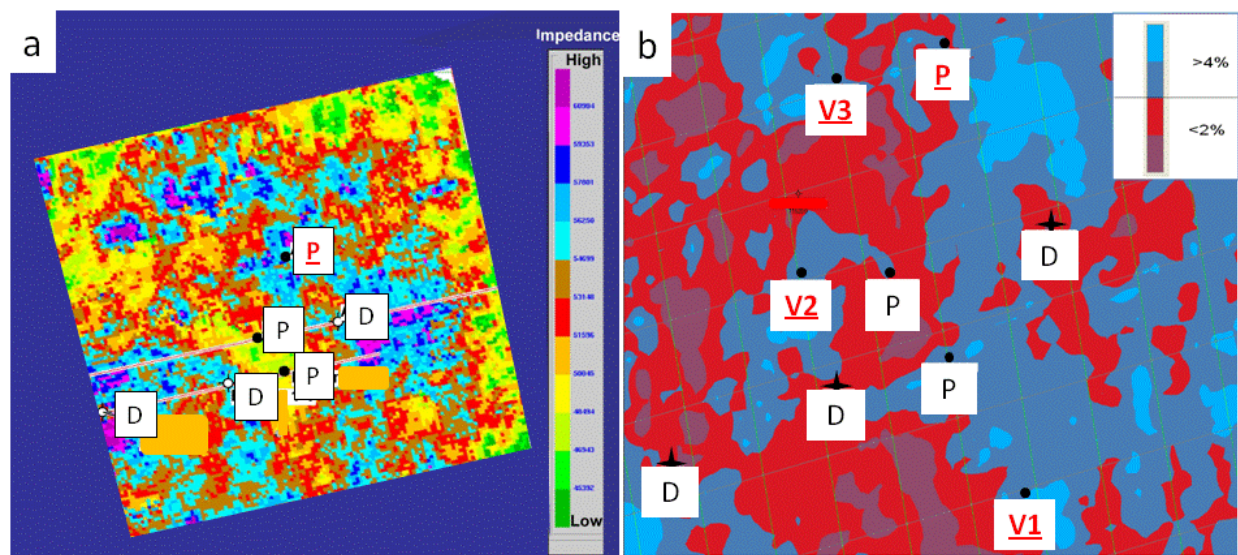 a
Impedance
High
60904
59353
57801
56250
54699
53148
51596
50045
48494
46943
45392
Low
P
P
D
P
D
D
b
>4%
<2%
P
V3
D
V2
P
P
D
D
V1